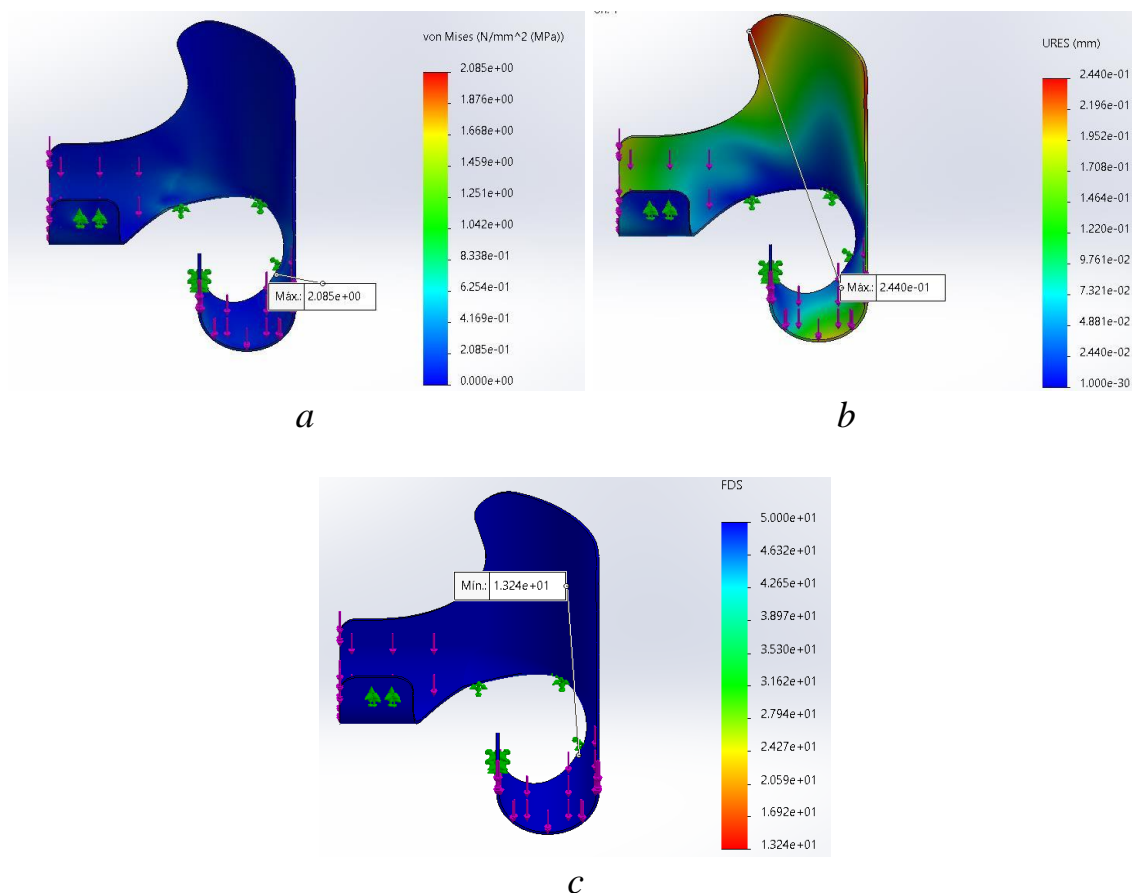 von Mises (N/mm^2 (MPa))
2.085e+00
1.876e+00
1.668e+00
1.459e+00
1.251e+00
1.042e+00
8.338e-01
6.254e-01
4.169e-01
2.085e-01
0.000e+00
Máx.: 2.085e+00
a
URES (mm)
2.440e-01
2.196e-01
1.952e-01
1.708e-01
1.464e-01
1.220e-01
9.762e-02
7.321e-02
4.881e-02
2.440e-02
1.000e-30
Máx.: 2.440e-01
b
FDS
5.000e+01
4.632e+01
4.265e+01
3.897e+01
3.530e+01
3.162e+01
2.794e+01
2.427e+01
2.059e+01
1.692e+01
1.324e+01
Mín.: 1.324e+01
c